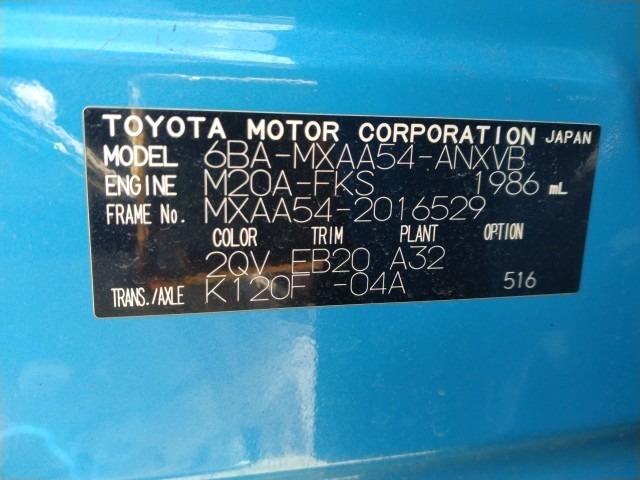 TOYOTA MOTOR CORPORATION JAPAN
MODEL 6BA-MXAA54-ANXVB
ENGINE M20A-FKS 1986 mL
FRAME No. MXAA54-2016529
COLOR TRIM PLANT OPTION
2QV EB20 A32
TRANS./AXLE K120F -04A 516